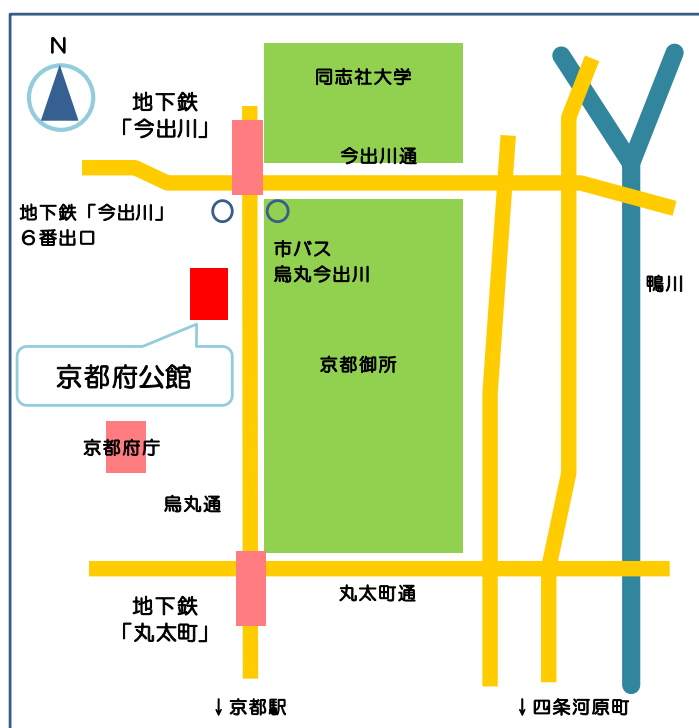 N
同志社大学
地下鉄
「今出川」
今出川通
地下鉄「今出川」
６番出口
市バス
烏丸今出川
鴨川
京都御所
京都府公館
京都府庁
烏丸通
丸太町通
地下鉄
「丸太町」
↓京都駅
↓四条河原町